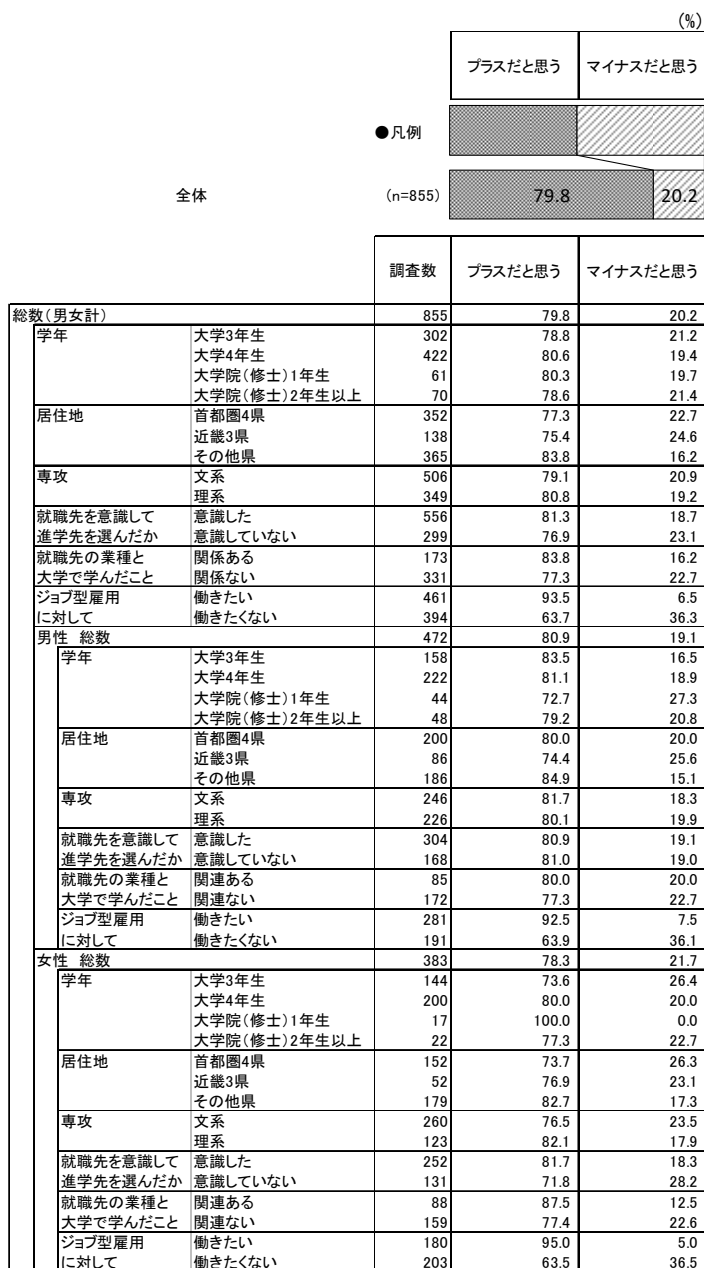 (%)
プラスだと思う マイナスだと思う
●凡例
全体 (n=855) 79.8 20.2
調査数 プラスだと思う マイナスだと思う
総数(男女計) 855 79.8 20.2
学年 大学3年生 302 78.8 21.2
大学4年生 422 80.6 19.4
大学院(修士)1年生 61 80.3 19.7
大学院(修士)2年生以上 70 78.6 21.4
居住地 首都圏4県 352 77.3 22.7
近畿3県 138 75.4 24.6
その他県 365 83.8 16.2
専攻 文系 506 79.1 20.9
理系 349 80.8 19.2
就職先を意識して 意識した 556 81.3 18.7
進学先を選んだか 意識していない 299 76.9 23.1
就職先の業種と 関係ある 173 83.8 16.2
大学で学んだこと 関係ない 331 77.3 22.7
ジョブ型雇用 働きたい 461 93.5 6.5
に対して 働きたくない 394 63.7 36.3
男性 総数 472 80.9 19.1
学年 大学3年生 158 83.5 16.5
大学4年生 222 81.1 18.9
大学院(修士)1年生 44 72.7 27.3
大学院(修士)2年生以上 48 79.2 20.8
居住地 首都圏4県 200 80.0 20.0
近畿3県 86 74.4 25.6
その他県 186 84.9 15.1
専攻 文系 246 81.7 18.3
理系 226 80.1 19.9
就職先を意識して 意識した 304 80.9 19.1
進学先を選んだか 意識していない 168 81.0 19.0
就職先の業種と 関連ある 85 80.0 20.0
大学で学んだこと 関連ない 172 77.3 22.7
ジョブ型雇用 働きたい 281 92.5 7.5
に対して 働きたくない 191 63.9 36.1
女性 総数 383 78.3 21.7
学年 大学3年生 144 73.6 26.4
大学4年生 200 80.0 20.0
大学院(修士)1年生 17 100.0 0.0
大学院(修士)2年生以上 22 77.3 22.7
居住地 首都圏4県 152 73.7 26.3
近畿3県 52 76.9 23.1
その他県 179 82.7 17.3
専攻 文系 260 76.5 23.5
理系 123 82.1 17.9
就職先を意識して 意識した 252 81.7 18.3
進学先を選んだか 意識していない 131 71.8 28.2
就職先の業種と 関連ある 88 87.5 12.5
大学で学んだこと 関連ない 159 77.4 22.6
ジョブ型雇用 働きたい 180 95.0 5.0
に対して 働きたくない 203 63.5 36.5